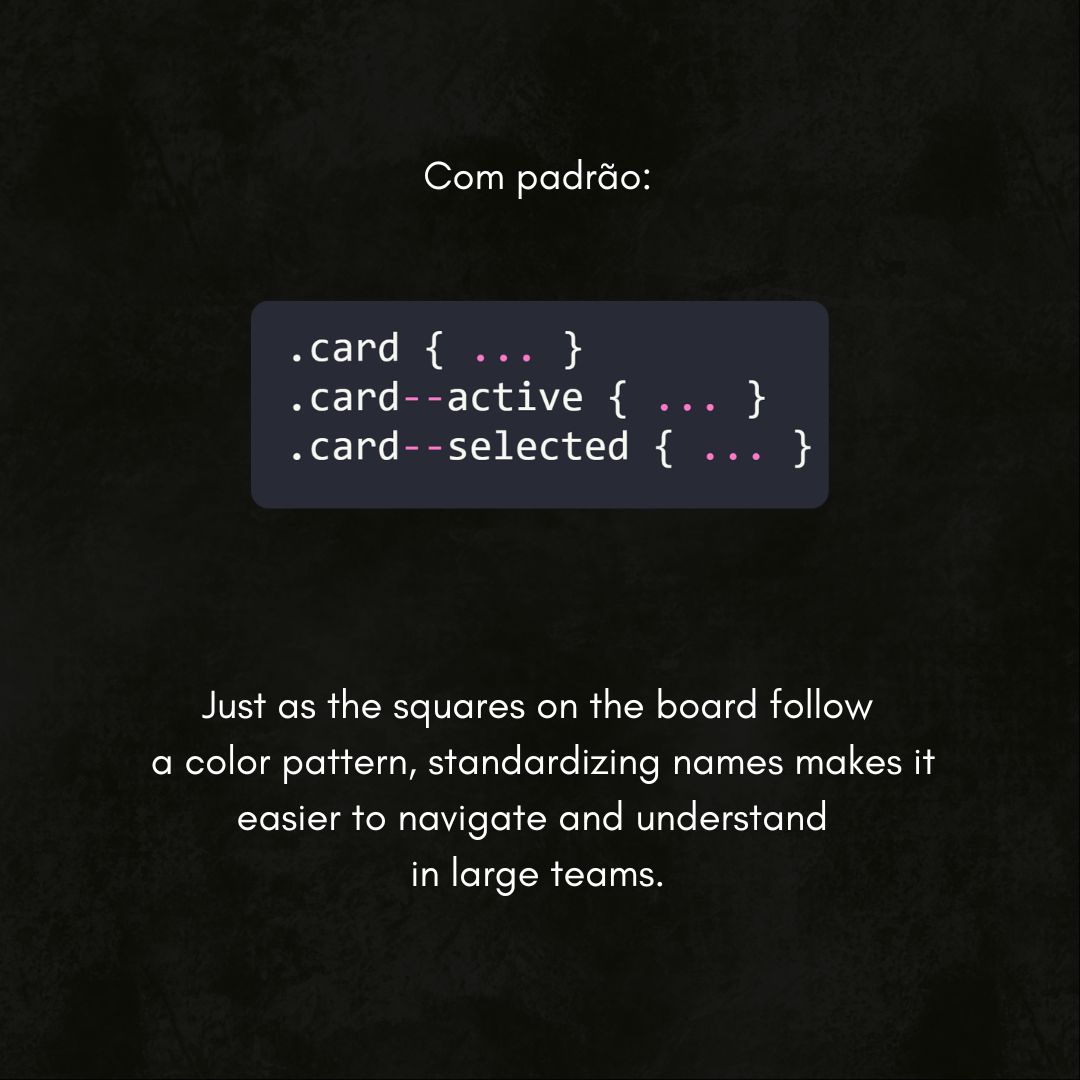 Com padrão:
.card { ... }
.card--active { ... }
.card--selected { ... }
Just as the squares on the board follow
a color pattern, standardizing names makes it
easier to navigate and understand
in large teams.